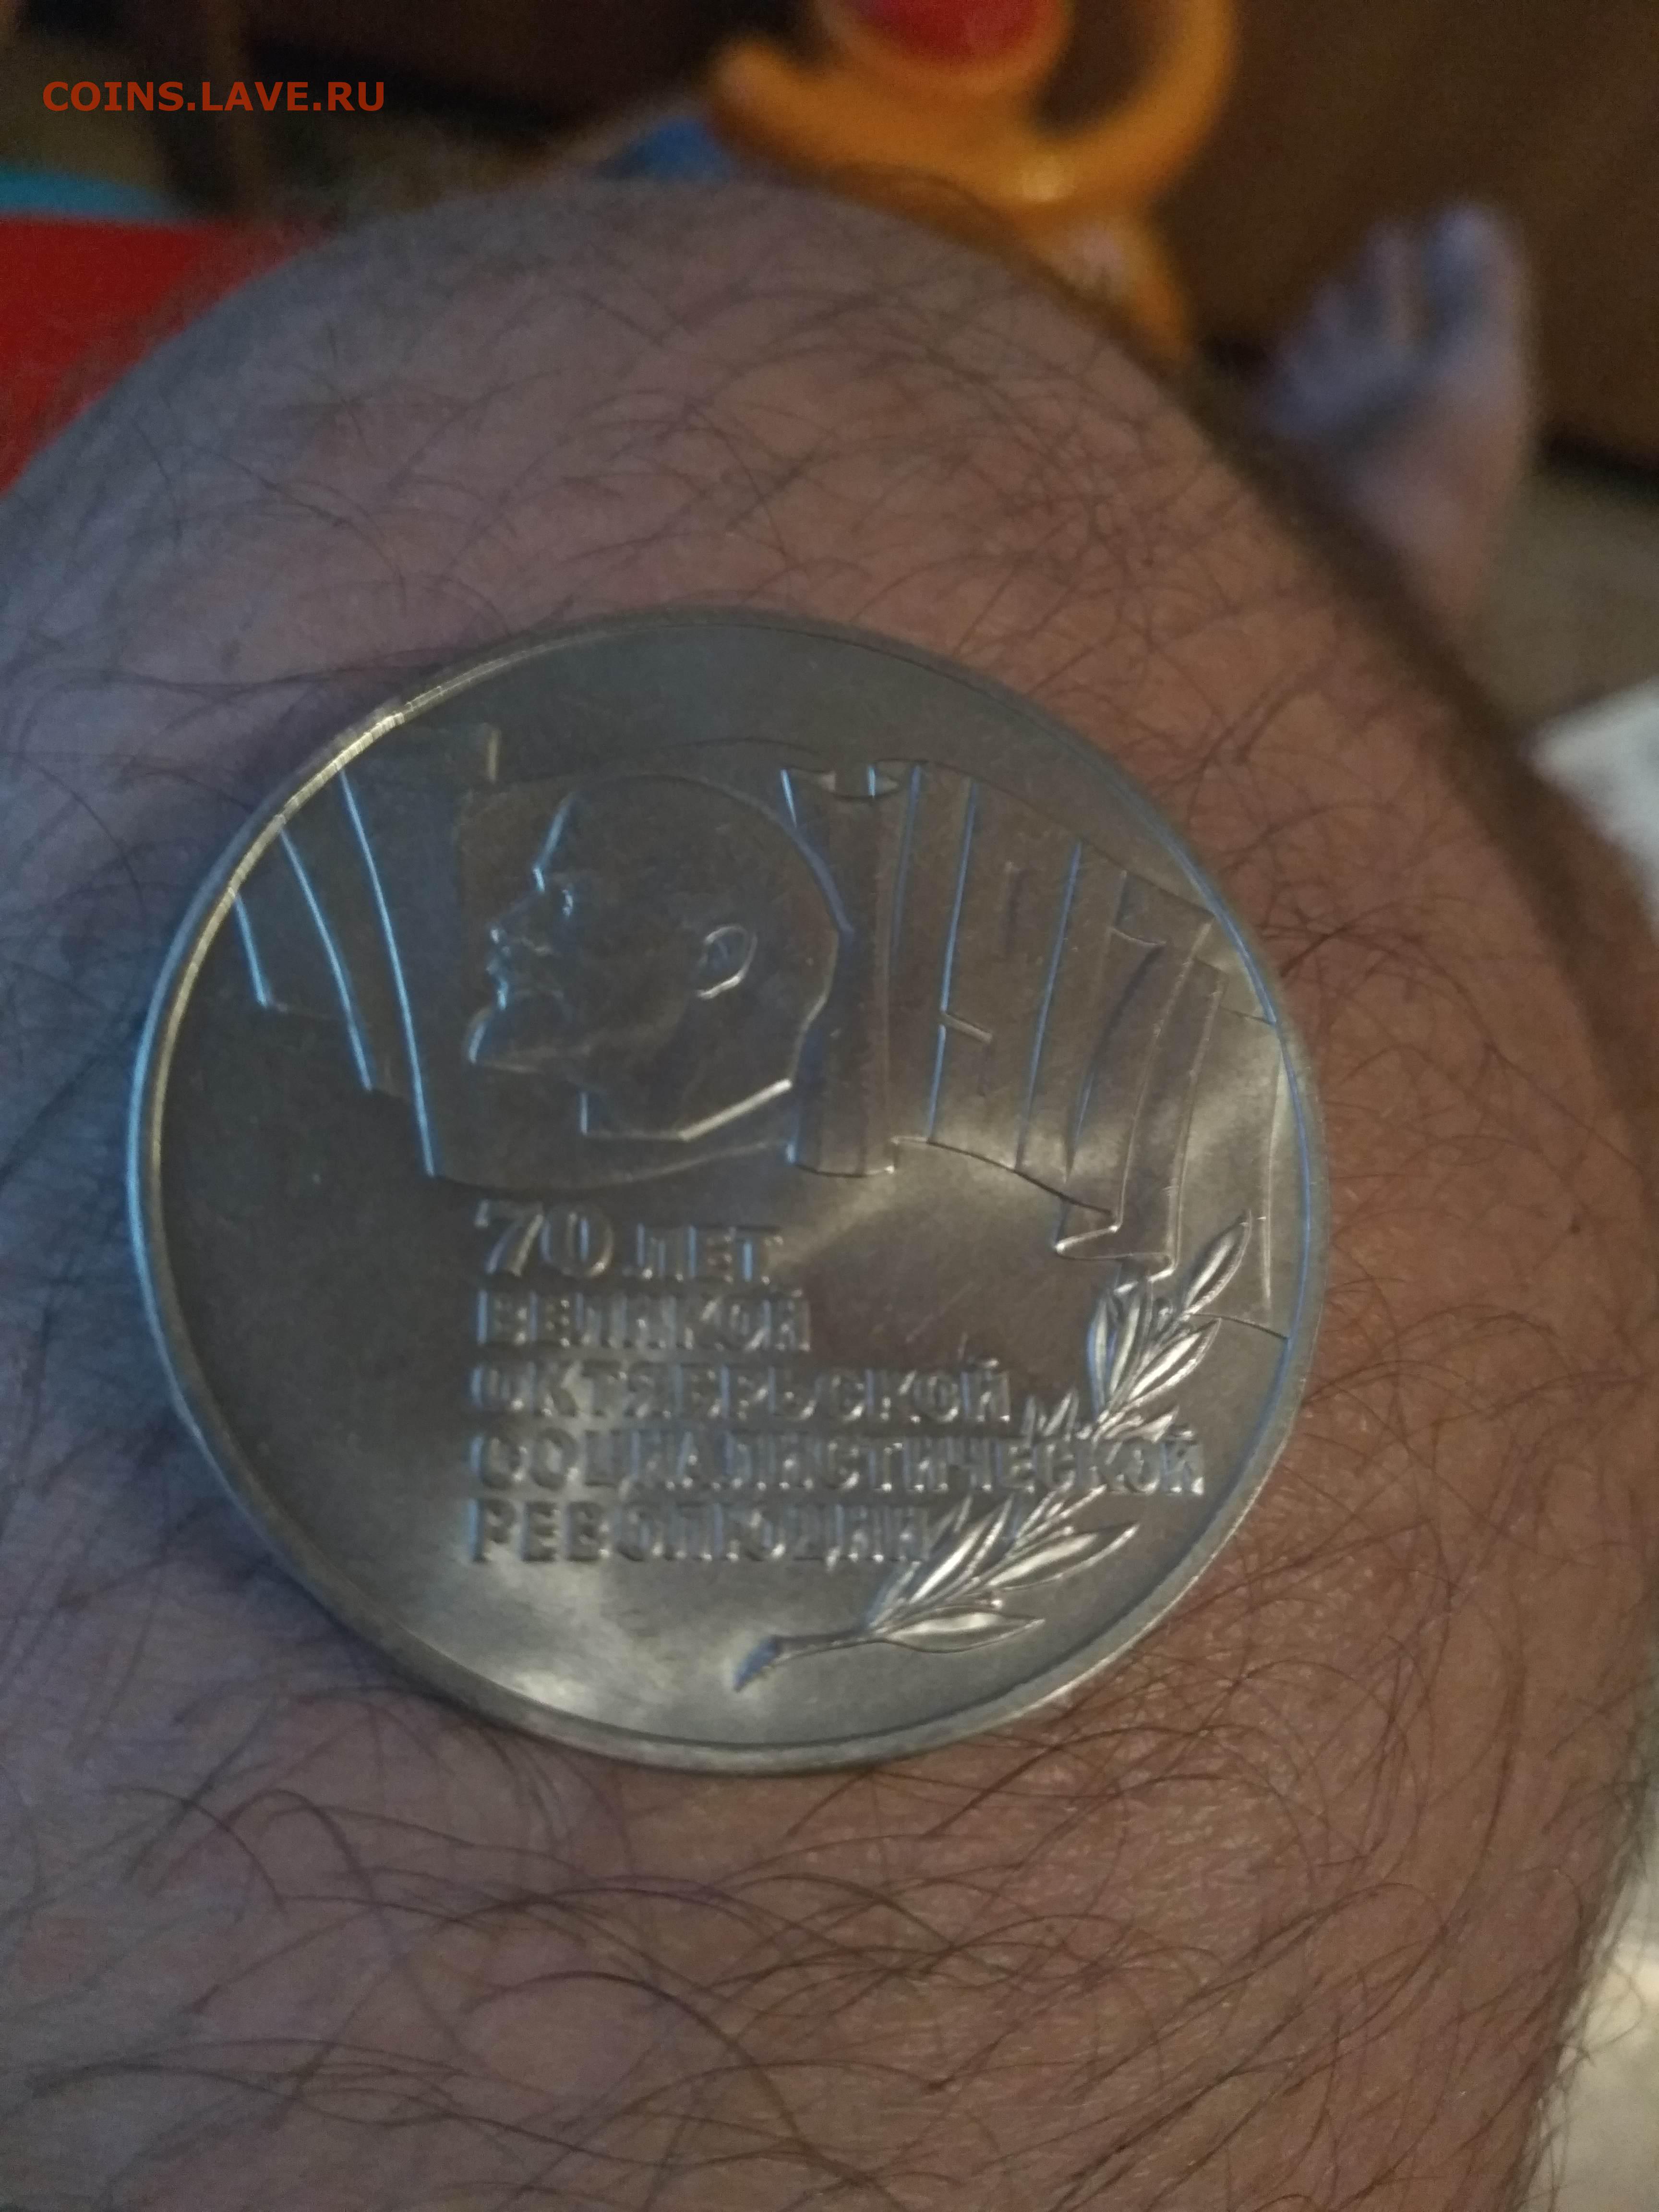 COINS.LAVE.RU
70 ЛЕТ
ВЕЛИКОЙ
ОКТЯБРЬСКОЙ
СОЦИАЛИСТИЧЕСКОЙ
РЕВОЛЮЦИИ